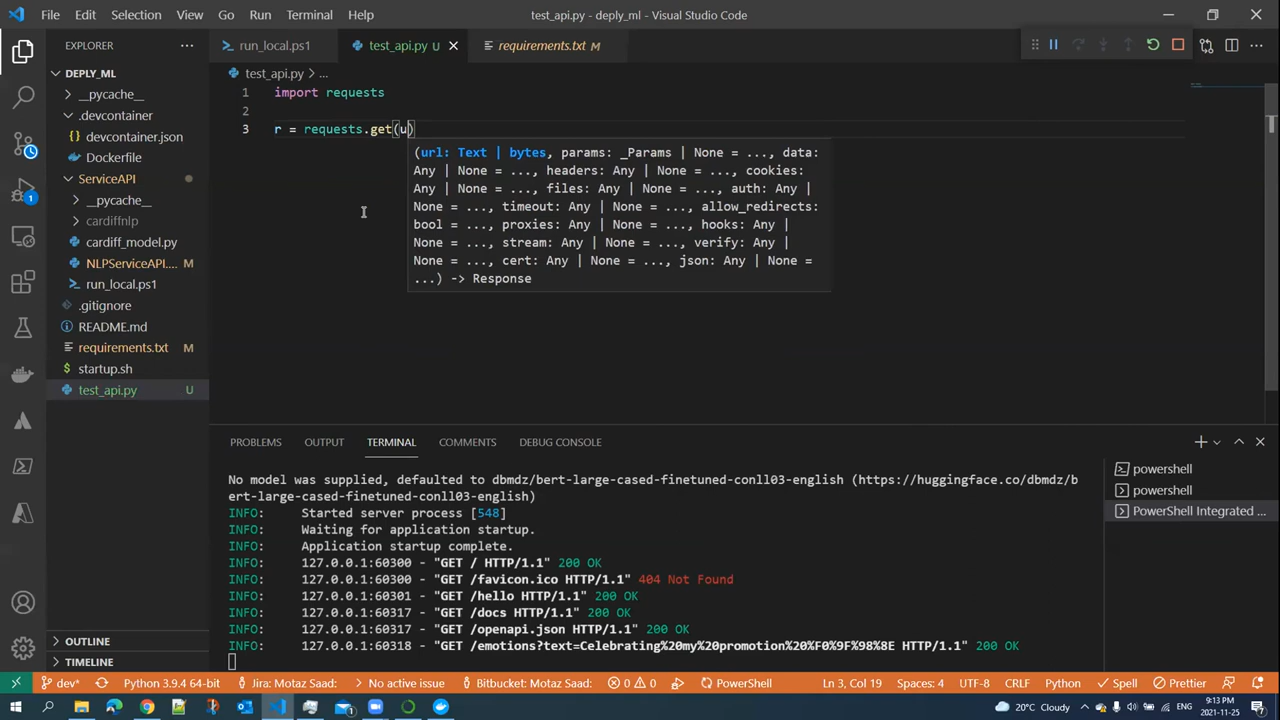 File Edit Selection View Go Run Terminal Help test_api.py - deply_ml - Visual Studio Code
EXPLORER
run_local.ps1 test_api.py U requirements.txt M
DEPLY_ML
test_api.py > ...
__pycache__
.devcontainer
devcontainer.json
Dockerfile
ServiceAPI
__pycache__
cardiffnlp
cardiff_model.py
NLPServiceAPI.... M
run_local.ps1
.gitignore
README.md
requirements.txt M
startup.sh
test_api.py U
OUTLINE
TIMELINE
1 import requests
2
3 r = requests.get(u)
(url: Text | bytes, params: _Params | None = ..., data:
Any | None = ..., headers: Any | None = ..., cookies:
Any | None = ..., files: Any | None = ..., auth: Any |
None = ..., timeout: Any | None = ..., allow_redirects:
bool = ..., proxies: Any | None = ..., hooks: Any |
None = ..., stream: Any | None = ..., verify: Any |
None = ..., cert: Any | None = ..., json: Any | None =
...) -> Response
PROBLEMS OUTPUT TERMINAL COMMENTS DEBUG CONSOLE
No model was supplied, defaulted to dbmdz/bert-large-cased-finetuned-conll03-english (https://huggingface.co/dbmdz/b
ert-large-cased-finetuned-conll03-english)
INFO: Started server process [548]
INFO: Waiting for application startup.
INFO: Application startup complete.
INFO: 127.0.0.1:60300 - "GET / HTTP/1.1" 200 OK
INFO: 127.0.0.1:60300 - "GET /favicon.ico HTTP/1.1" 404 Not Found
INFO: 127.0.0.1:60301 - "GET /hello HTTP/1.1" 200 OK
INFO: 127.0.0.1:60317 - "GET /docs HTTP/1.1" 200 OK
INFO: 127.0.0.1:60317 - "GET /openapi.json HTTP/1.1" 200 OK
INFO: 127.0.0.1:60318 - "GET /emotions?text=Celebrating%20my%20promotion%20%F0%9F%98%8E HTTP/1.1" 200 OK
powershell
powershell
PowerShell Integrated ...
dev* Python 3.9.4 64-bit Jira: Motaz Saad: No active issue Bitbucket: Motaz Saad: 0 0 PowerShell Ln 3, Col 19 Spaces: 4 UTF-8 CRLF Python Spell Prettier
20°C Cloudy ENG 9:13 PM
2021-11-25